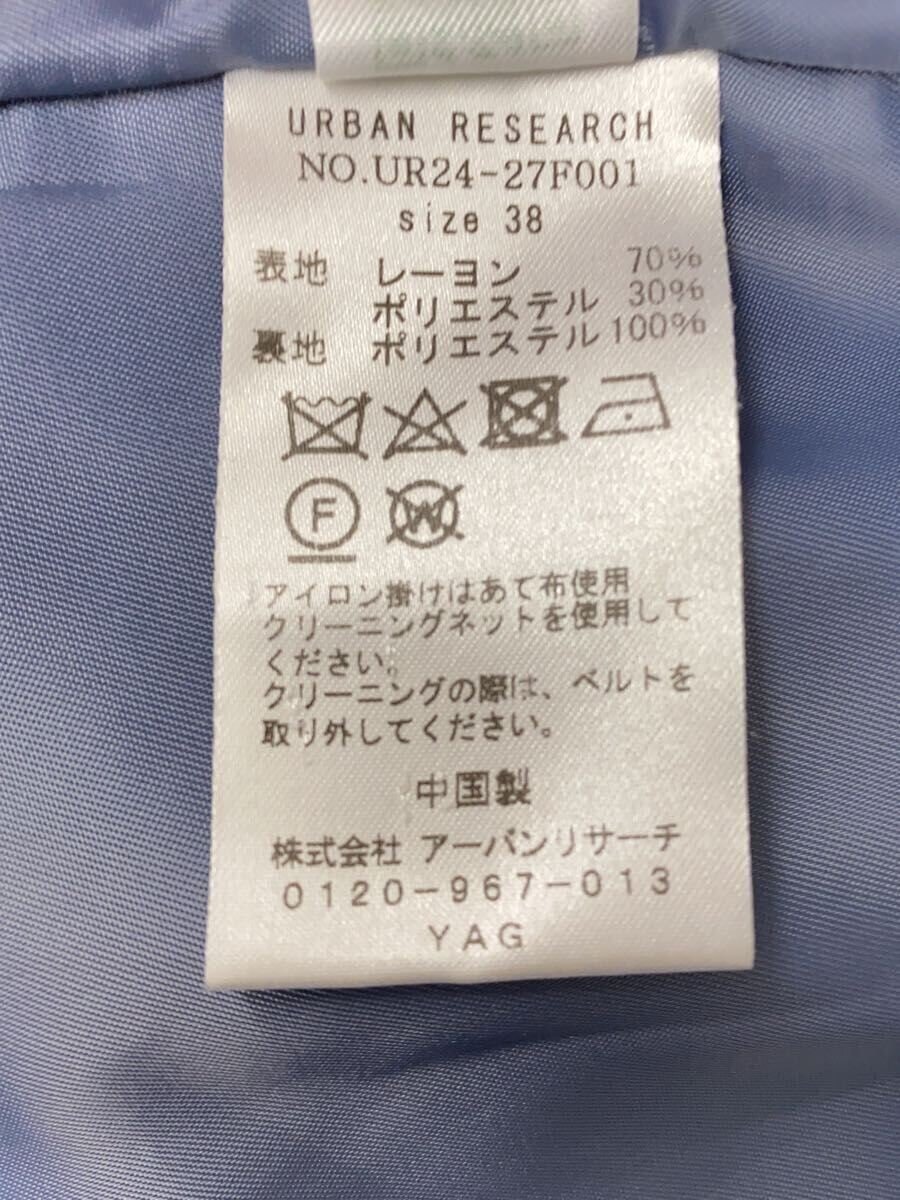 URBAN RESEARCH
NO.UR24-27F001
size 38
表地 レーヨン 70%
ポリエステル 30%
裏地 ポリエステル 100%
F W
アイロン掛けはあて布使用
クリーニングネットを使用して
ください。
クリーニングの際は、ベルトを
取り外してください。
中国製
株式会社 アーバンリサーチ
0120-967-013
YAG